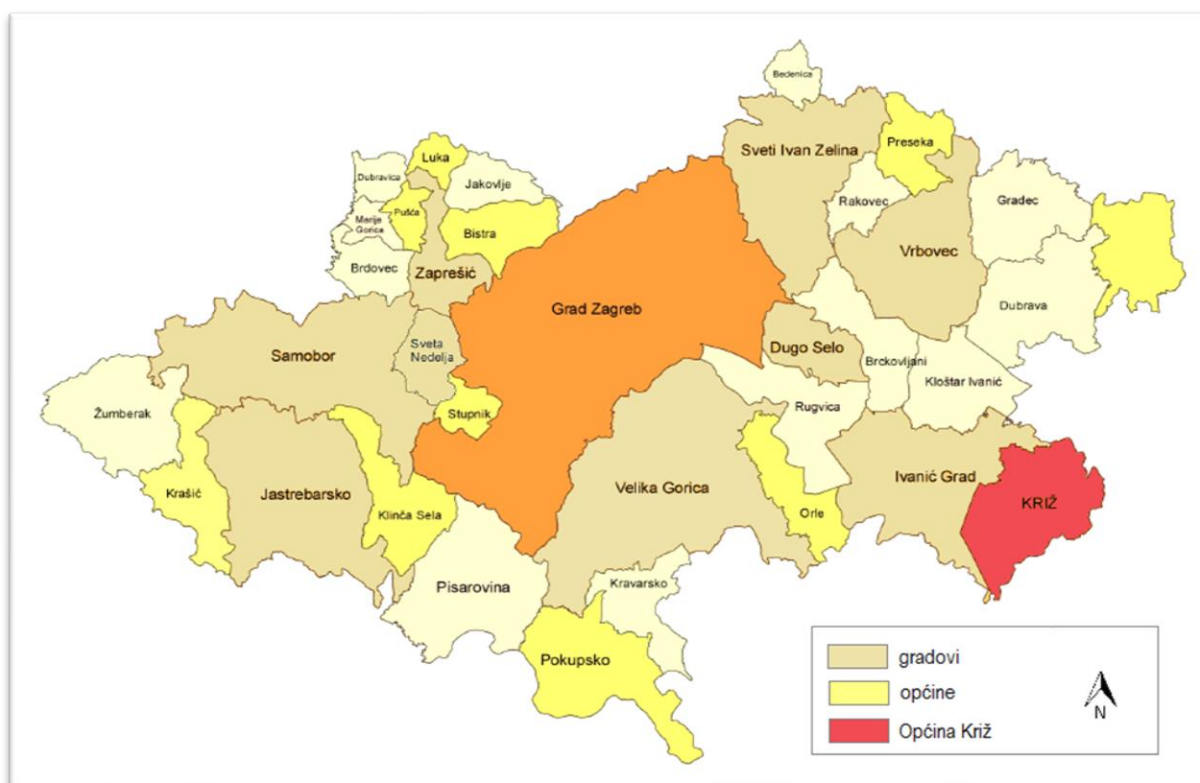 Bedenica
Sveti Ivan Zelina
Preseka
Luka
Dubravica
Jakovlje
Rakovec
Gradec
Pušća
Marija
Gorica
Bistra
Vrbovec
Brdovec
Zaprešić
Dubrava
Grad Zagreb
Sveta
Nedelja
Samobor
Dugo Selo
Brckovljani
Kloštar Ivanić
Žumberak
Stupnik
Rugvica
Ivanić Grad
Velika Gorica
Krašić
Jastrebarsko
KRIŽ
Klinča Sela
Orle
Kravarsko
Pisarovina
Pokupsko
gradovi
općine
Općina Križ
N